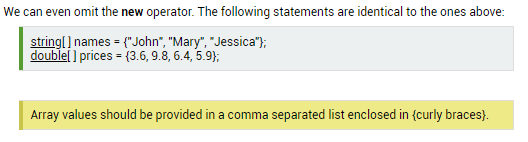 We can even omit the new operator. The following statements are identical to the ones above:
string[ ] names = {"John", "Mary", "Jessica"};
double[ ] prices = {3.6, 9.8, 6.4, 5.9};
Array values should be provided in a comma separated list enclosed in {curly braces}.